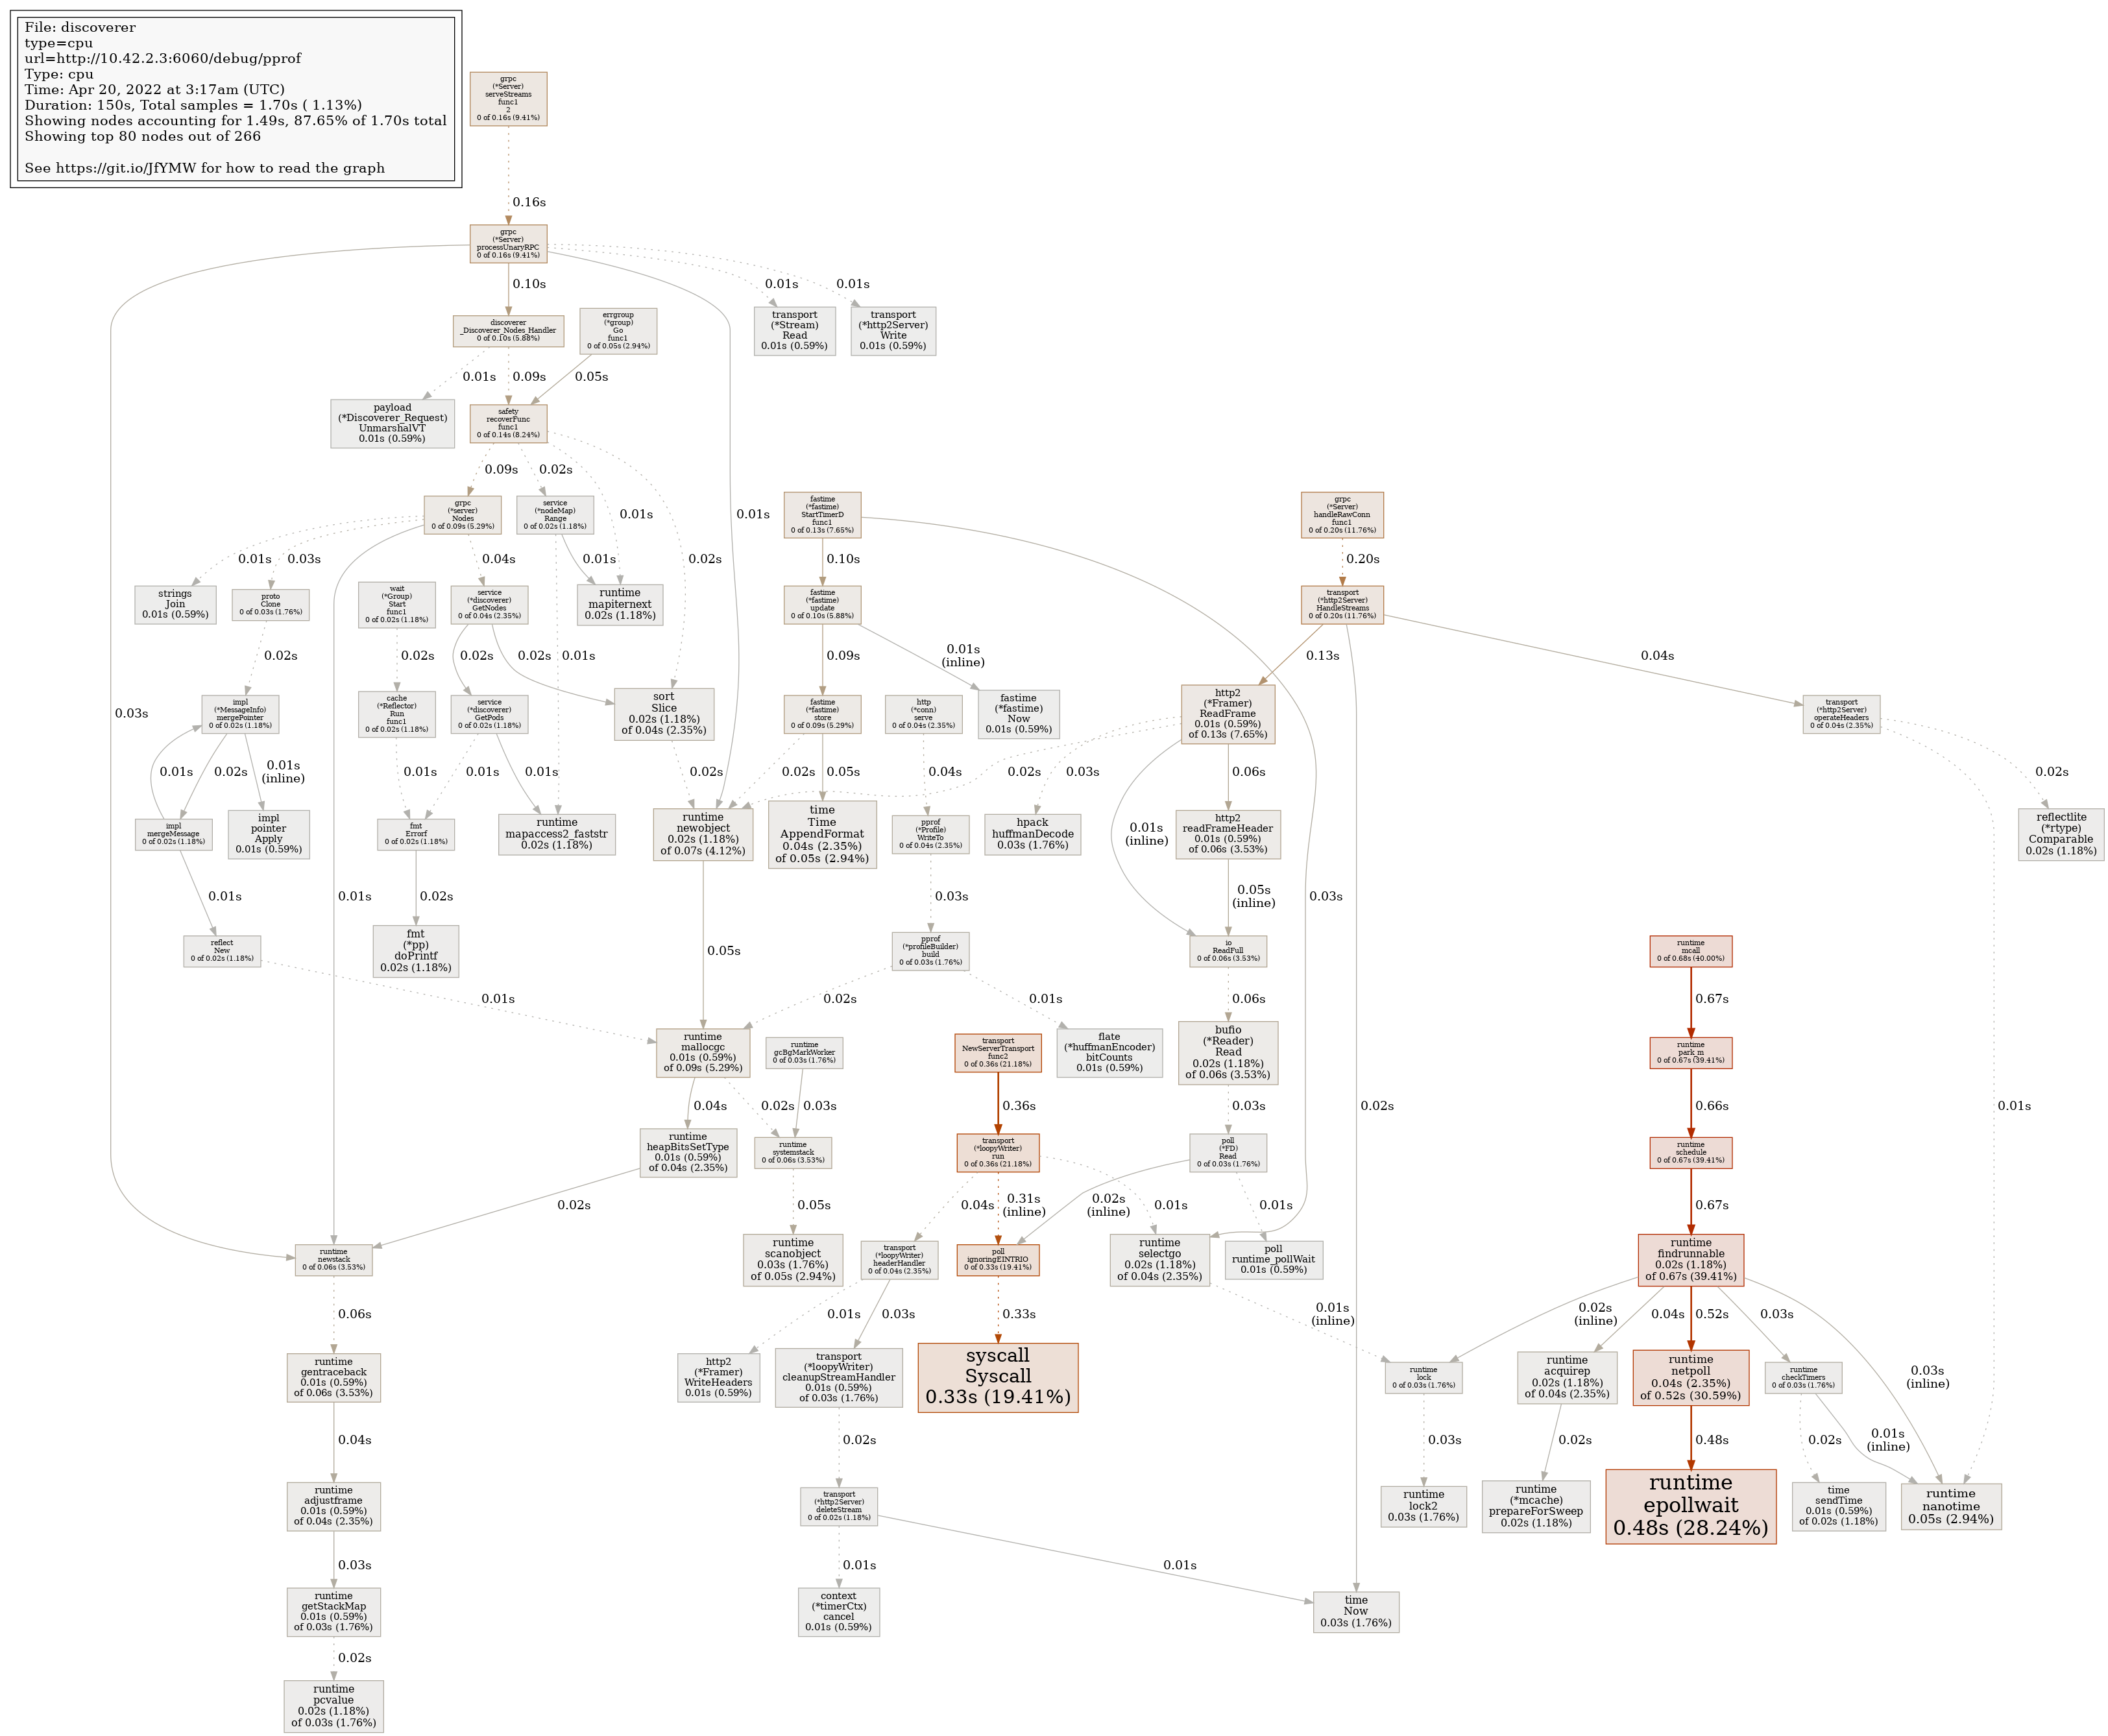 File: discoverer
type=cpu
url=http://10.42.2.3:6060/debug/pprof
Type: cpu
Time: Apr 20, 2022 at 3:17am (UTC)
Duration: 150s, Total samples = 1.70s ( 1.13%)
Showing nodes accounting for 1.49s, 87.65% of 1.70s total
Showing top 80 nodes out of 266
See https://git.io/JfYMW for how to read the graph
grpc
(*Server)
serveStreams
func1
2
0 of 0.16s (9.41%)
0.16s
grpc
(*Server)
processUnaryRPC
0 of 0.16s (9.41%)
0.10s
0.01s
0.01s
discoverer
_Discoverer_Nodes_Handler
0 of 0.10s (5.88%)
errgroup
(*group)
Go
func1
0 of 0.05s (2.94%)
transport
(*Stream)
Read
0.01s (0.59%)
transport
(*http2Server)
Write
0.01s (0.59%)
0.01s
0.09s
0.05s
payload
(*Discoverer_Request)
UnmarshalVT
0.01s (0.59%)
safety
recoverFunc
func1
0 of 0.14s (8.24%)
0.09s
0.02s
0.01s
0.02s
0.01s
grpc
(*server)
Nodes
0 of 0.09s (5.29%)
service
(*nodeMap)
Range
0 of 0.02s (1.18%)
fastime
(*fastime)
StartTimerD
func1
0 of 0.13s (7.65%)
grpc
(*Server)
handleRawConn
func1
0 of 0.20s (11.76%)
0.01s
0.03s
0.04s
0.01s
0.10s
0.20s
strings
Join
0.01s (0.59%)
proto
Clone
0 of 0.03s (1.76%)
wait
(*Group)
Start
func1
0 of 0.02s (1.18%)
service
(*discoverer)
GetNodes
0 of 0.04s (2.35%)
runtime
mapiternext
0.02s (1.18%)
fastime
(*fastime)
update
0 of 0.10s (5.88%)
transport
(*http2Server)
HandleStreams
0 of 0.20s (11.76%)
0.02s
0.02s
0.02s
0.02s
0.01s
0.09s
0.01s
(inline)
0.13s
0.04s
0.03s
impl
(*MessageInfo)
mergePointer
0 of 0.02s (1.18%)
cache
(*Reflector)
Run
func1
0 of 0.02s (1.18%)
service
(*discoverer)
GetPods
0 of 0.02s (1.18%)
sort
Slice
0.02s (1.18%)
of 0.04s (2.35%)
fastime
(*fastime)
store
0 of 0.09s (5.29%)
http
(*conn)
serve
0 of 0.04s (2.35%)
fastime
(*fastime)
Now
0.01s (0.59%)
http2
(*Framer)
ReadFrame
0.01s (0.59%)
of 0.13s (7.65%)
transport
(*http2Server)
operateHeaders
0 of 0.04s (2.35%)
0.01s
0.02s
0.01s
(inline)
0.01s
0.01s
0.01s
0.02s
0.02s
0.05s
0.04s
0.02s
0.03s
0.06s
0.02s
impl
mergeMessage
0 of 0.02s (1.18%)
impl
pointer
Apply
0.01s (0.59%)
fmt
Errorf
0 of 0.02s (1.18%)
runtime
mapaccess2_faststr
0.02s (1.18%)
runtime
newobject
0.02s (1.18%)
of 0.07s (4.12%)
time
Time
AppendFormat
0.04s (2.35%)
of 0.05s (2.94%)
pprof
(*Profile)
WriteTo
0 of 0.04s (2.35%)
hpack
huffmanDecode
0.03s (1.76%)
0.01s
(inline)
http2
readFrameHeader
0.01s (0.59%)
of 0.06s (3.53%)
reflectlite
(*rtype)
Comparable
0.02s (1.18%)
0.01s
0.01s
0.02s
0.03s
0.05s
(inline)
0.03s
reflect
New
0 of 0.02s (1.18%)
fmt
(*pp)
doPrintf
0.02s (1.18%)
0.05s
pprof
(*profileBuilder)
build
0 of 0.03s (1.76%)
io
ReadFull
0 of 0.06s (3.53%)
runtime
mcall
0 of 0.68s (40.00%)
0.01s
0.02s
0.01s
0.06s
0.67s
runtime
mallocgc
0.01s (0.59%)
of 0.09s (5.29%)
runtime
gcBgMarkWorker
0 of 0.03s (1.76%)
transport
NewServerTransport
func2
0 of 0.36s (21.18%)
flate
(*huffmanEncoder)
bitCounts
0.01s (0.59%)
bufio
(*Reader)
Read
0.02s (1.18%)
of 0.06s (3.53%)
runtime
park m
0 of 0.67s (39.41%)
0.04s
0.02s
0.03s
0.36s
0.03s
0.02s
0.66s
0.01s
runtime
heapBitsSetType
0.01s (0.59%)
of 0.04s (2.35%)
runtime
systemstack
0 of 0.06s (3.53%)
transport
(*loopyWriter)
run
0 of 0.36s (21.18%)
poll
(*FD)
Read
0 of 0.03s (1.76%)
runtime
schedule
0 of 0.67s (39.41%)
0.02s
0.05s
0.04s
0.31s
(inline)
0.02s
(inline)
0.01s
0.01s
0.67s
runtime
newstack
0 of 0.06s (3.53%)
runtime
scanobject
0.03s (1.76%)
of 0.05s (2.94%)
transport
(*loopyWriter)
headerHandler
0 of 0.04s (2.35%)
poll
ignoringEINTRIO
0 of 0.33s (19.41%)
runtime
selectgo
0.02s (1.18%)
of 0.04s (2.35%)
poll
runtime_pollWait
0.01s (0.59%)
runtime
findrunnable
0.02s (1.18%)
of 0.67s (39.41%)
0.06s
0.01s
0.03s
0.33s
0.01s
(inline)
0.02s
(inline)
0.04s
0.52s
0.03s
0.03s
(inline)
runtime
gentraceback
0.01s (0.59%)
of 0.06s (3.53%)
http2
(*Framer)
WriteHeaders
0.01s (0.59%)
transport
(*loopyWriter)
cleanupStreamHandler
0.01s (0.59%)
of 0.03s (1.76%)
syscall
Syscall
0.33s (19.41%)
runtime
lock
0 of 0.03s (1.76%)
runtime
acquirep
0.02s (1.18%)
of 0.04s (2.35%)
runtime
netpoll
0.04s (2.35%)
of 0.52s (30.59%)
runtime
checkTimers
0 of 0.03s (1.76%)
0.04s
0.02s
0.03s
0.02s
0.48s
0.02s
0.01s
(inline)
runtime
adjustframe
0.01s (0.59%)
of 0.04s (2.35%)
transport
(*http2Server)
deleteStream
0 of 0.02s (1.18%)
runtime
lock2
0.03s (1.76%)
runtime
(*mcache)
prepareForSweep
0.02s (1.18%)
runtime
epollwait
0.48s (28.24%)
time
sendTime
0.01s (0.59%)
of 0.02s (1.18%)
runtime
nanotime
0.05s (2.94%)
0.03s
0.01s
0.01s
runtime
getStackMap
0.01s (0.59%)
of 0.03s (1.76%)
context
(*timerCtx)
cancel
0.01s (0.59%)
time
Now
0.03s (1.76%)
0.02s
runtime
pcvalue
0.02s (1.18%)
of 0.03s (1.76%)